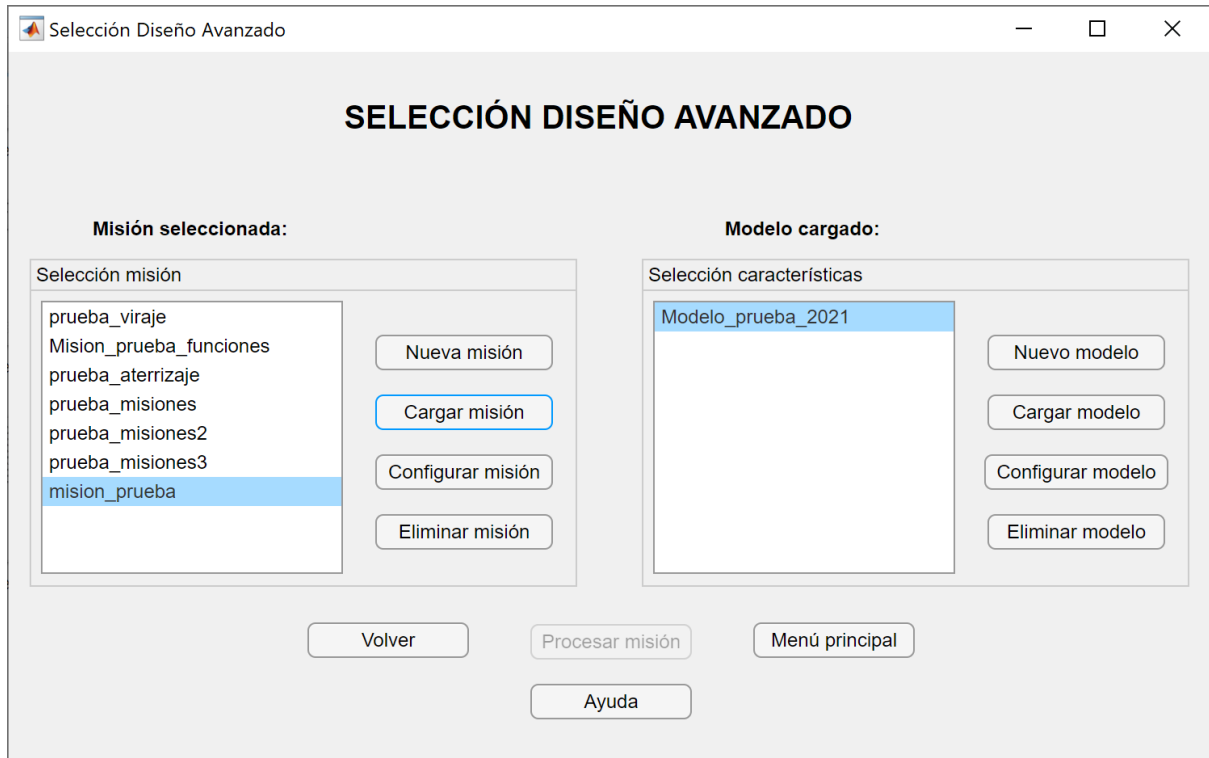 Selección Diseño Avanzado
SELECCIÓN DISEÑO AVANZADO
Misión seleccionada:
Selección misión
prueba_viraje
Mision_prueba_funciones
prueba_aterrizaje
prueba_misiones
prueba_misiones2
prueba_misiones3
mision_prueba
Nueva misión
Cargar misión
Configurar misión
Eliminar misión
Modelo cargado:
Selección características
Modelo_prueba_2021
Nuevo modelo
Cargar modelo
Configurar modelo
Eliminar modelo
Volver
Procesar misión
Menú principal
Ayuda